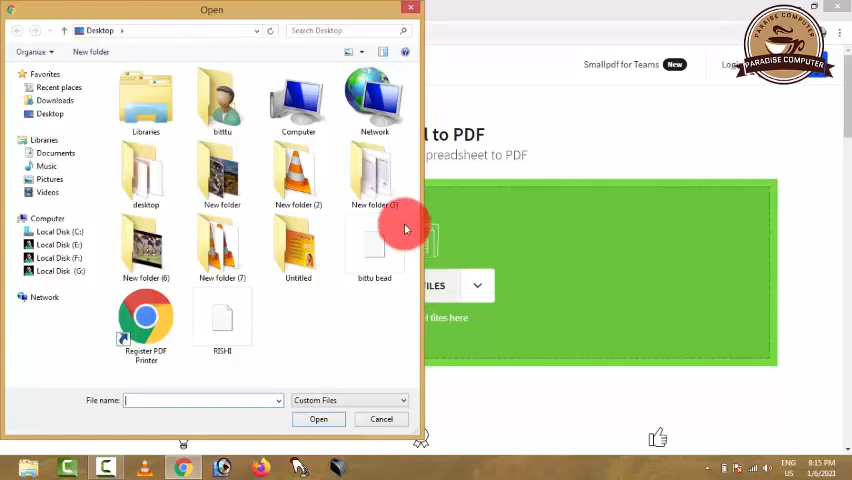 Open
Desktop
Search Desktop
Organize
New folder
Favorites
Recent places
Downloads
Desktop
Libraries
Documents
Music
Pictures
Videos
Computer
Local Disk (C:)
Local Disk (E:)
Local Disk (F:)
Local Disk (G:)
Network
Libraries
bitttu
Computer
Network
desktop
New folder
New folder (2)
New folder (3)
New folder (6)
New folder (7)
Untitled
bittu bead
Register PDF
Printer
RISHI
File name:
Custom Files
Open
Cancel
Smallpdf for Teams
New
PARAISE COMPUTER
PARADISE COMPUTER
l to PDF
preadsheet to PDF
FILES
l files here
ENG
US
8:15 PM
1/6/2021